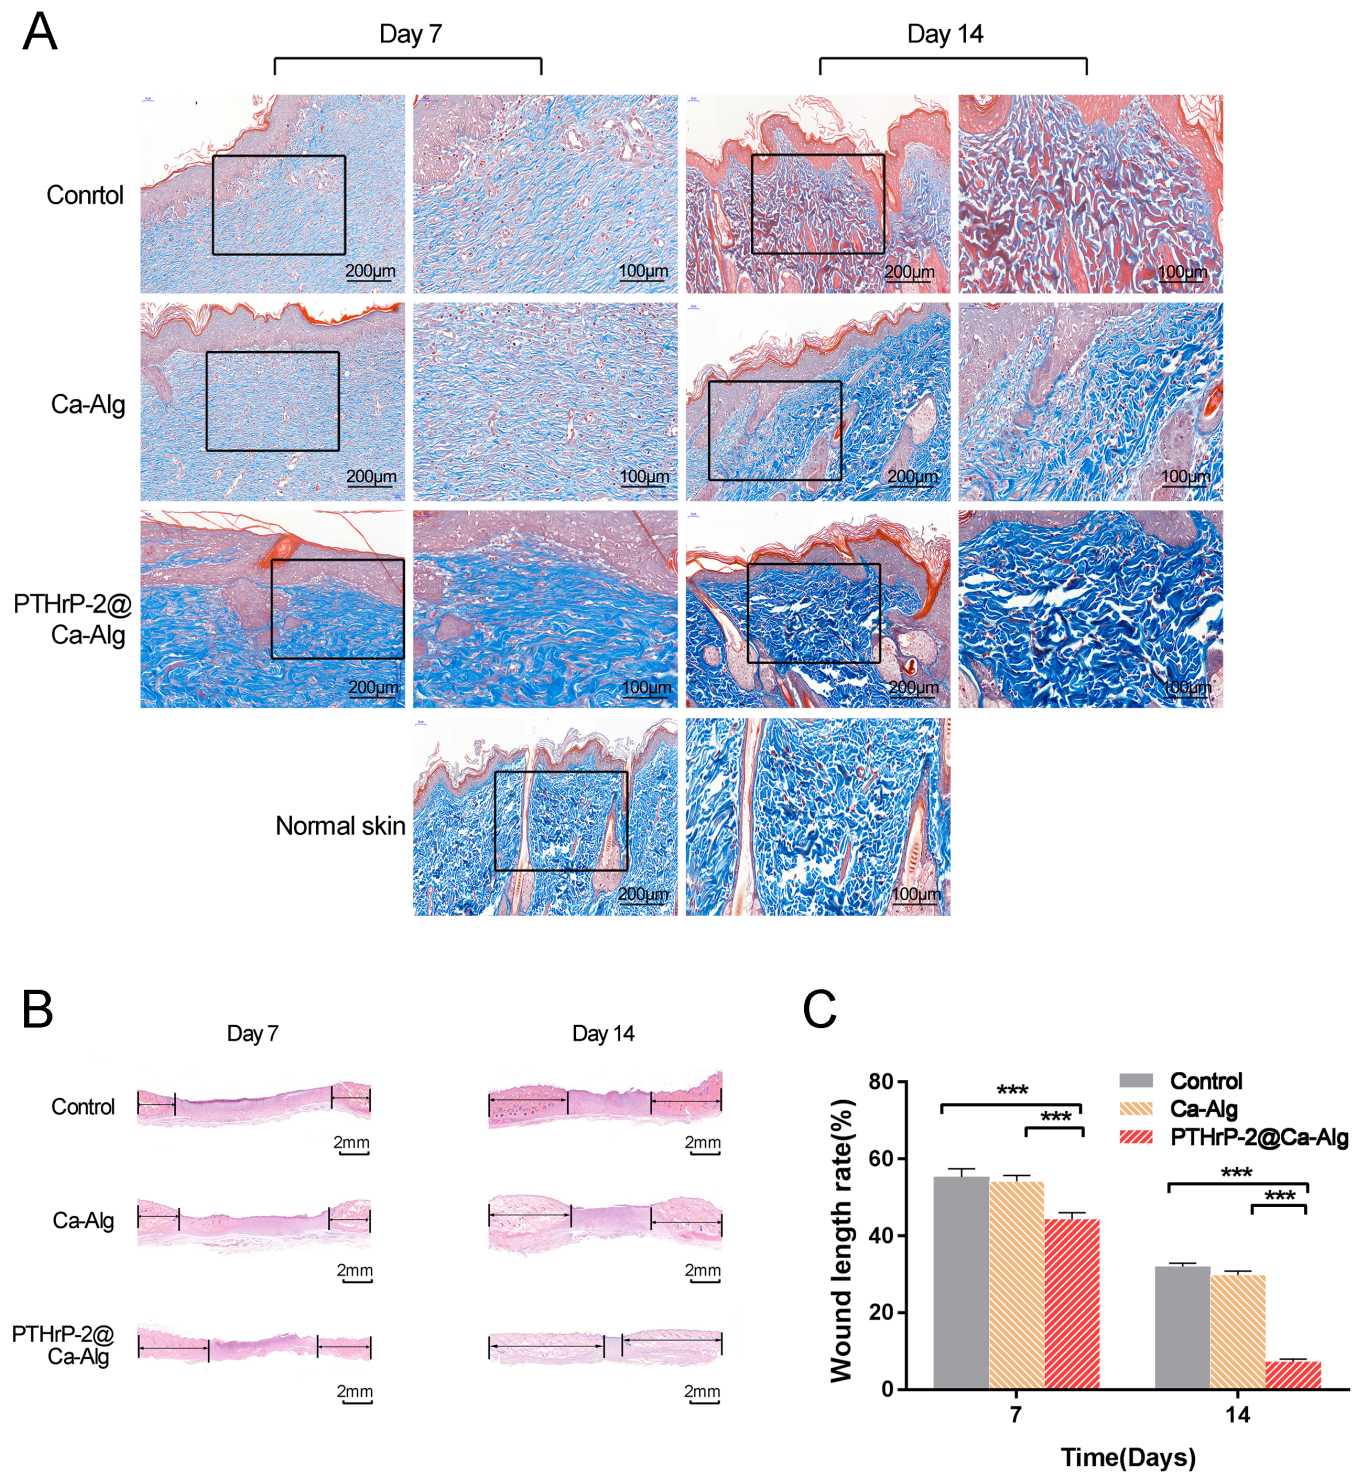 A
Day 7
Day 14
Conrtol
200μm
100μm
200μm
100μm
Ca-Alg
200μm
100μm
200μm
100μm
PTHrP-2@
Ca-Alg
200μm
100μm
200μm
100μm
Normal skin
200μm
100μm
B
Day 7
Day 14
Control
2mm
2mm
Ca-Alg
2mm
2mm
PTHrP-2@
Ca-Alg
2mm
2mm
C
Wound length rate(%)
80
60
40
20
0
***
***
***
***
Control
Ca-Alg
PTHrP-2@Ca-Alg
7
14
Time(Days)